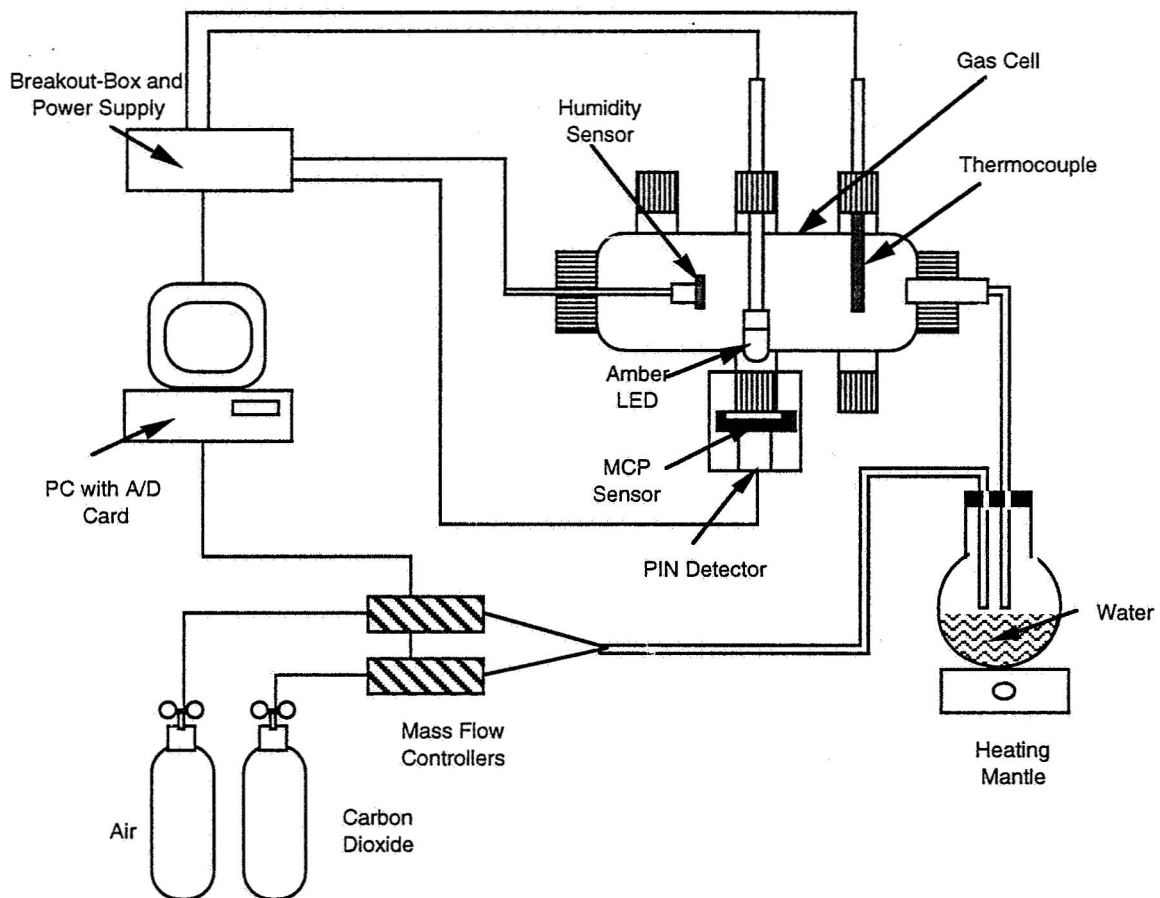 Breakout-Box and
Power Supply
Humidity
Sensor
Gas Cell
Thermocouple
Amber
LED
MCP
Sensor
PC with A/D
Card
PIN Detector
Water
Mass Flow
Controllers
Heating
Mantle
Air
Carbon
Dioxide